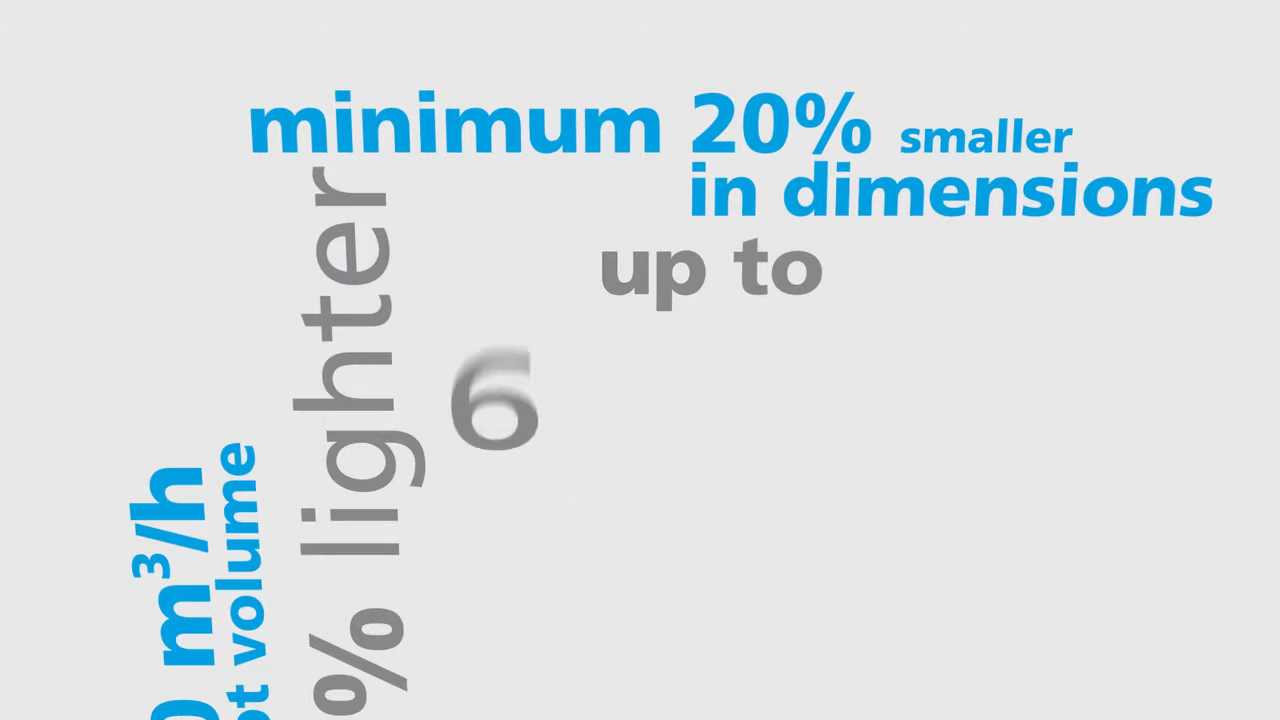 minimum 20% smaller
in dimensions
up to
6
% lighter
m³/h
volume